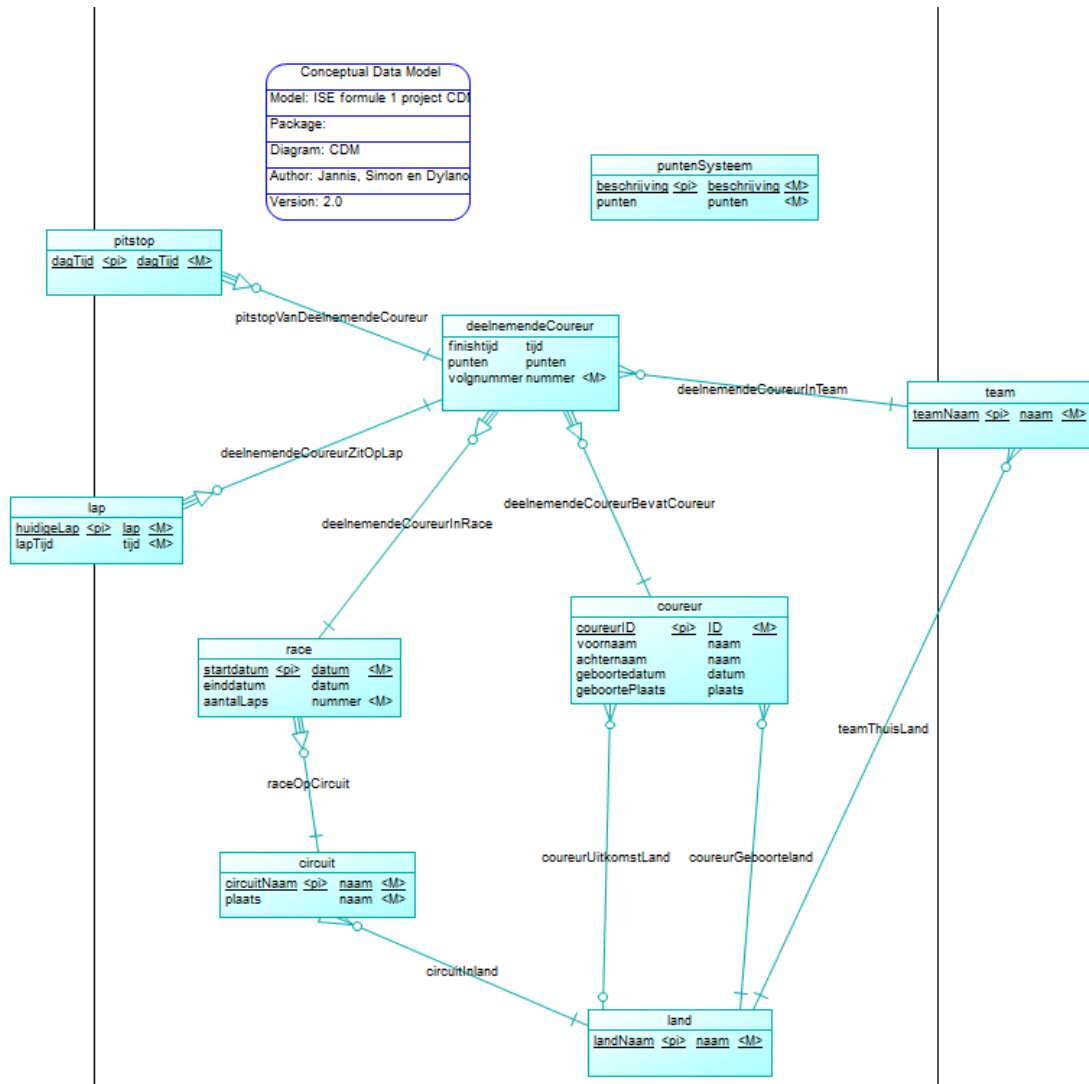 Conceptual Data Model
Model: ISE formule 1 project CDM
Package:
Diagram: CDM
Author: Jannis, Simon en Dylano
Version: 2.0
puntenSysteem
beschrijving <pi> beschrijving <M>
punten punten <M>
pitstop
dagTijd <pi> dagTijd <M>
pitstopVanDeelnemendeCoureur
deelnemendeCoureur
finishtijd tijd
punten punten
volgnummer nummer <M>
deelnemendeCoureurInTeam
team
teamNaam <pi> naam <M>
deelnemendeCoureurZitOpLap
lap
huidigeLap <pi> lap <M>
lapTijd tijd <M>
deelnemendeCoureurInRace
deelnemendeCoureurBevatCoureur
race
startdatum <pi> datum <M>
einddatum datum
aantalLaps nummer <M>
coureur
coureurID <pi> ID <M>
voornaam naam
achternaam naam
geboortedatum datum
geboortePlaats plaats
teamThuisLand
raceOpCircuit
circuit
circuitNaam <pi> naam <M>
plaats naam <M>
coureurUitkomstLand
coureurGeboorteland
circuitInland
land
landNaam <pi> naam <M>